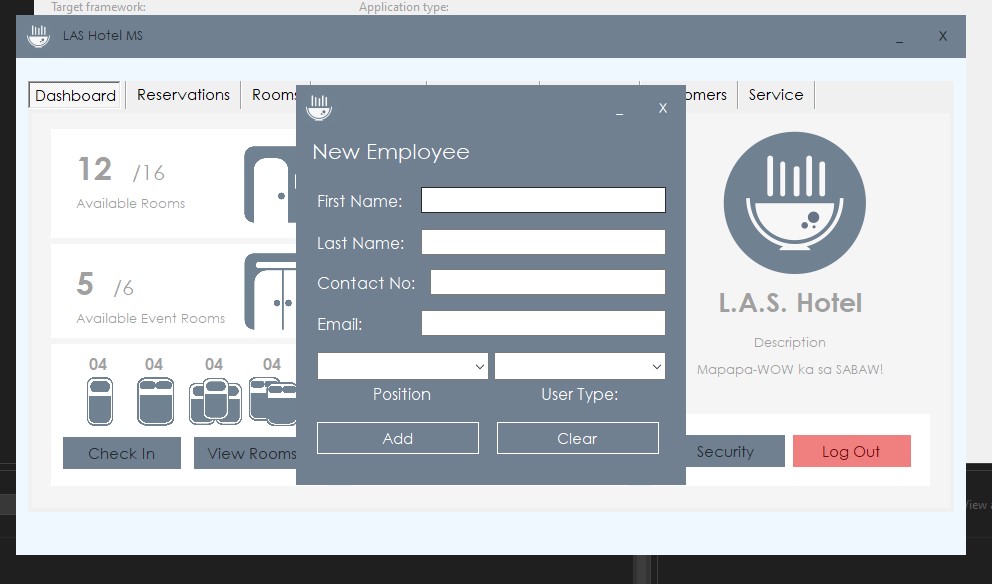 Target framework: Application type:
LAS Hotel MS _ X
Dashboard Reservations Rooms omers Service
_ X
New Employee
First Name:
Last Name:
Contact No:
Email:
Position User Type:
Add Clear
12 /16
Available Rooms
5 /6
Available Event Rooms
04 04 04 04
Check In View Rooms
L.A.S. Hotel
Description
Mapapa-WOW ka sa SABAW!
Security Log Out
View a